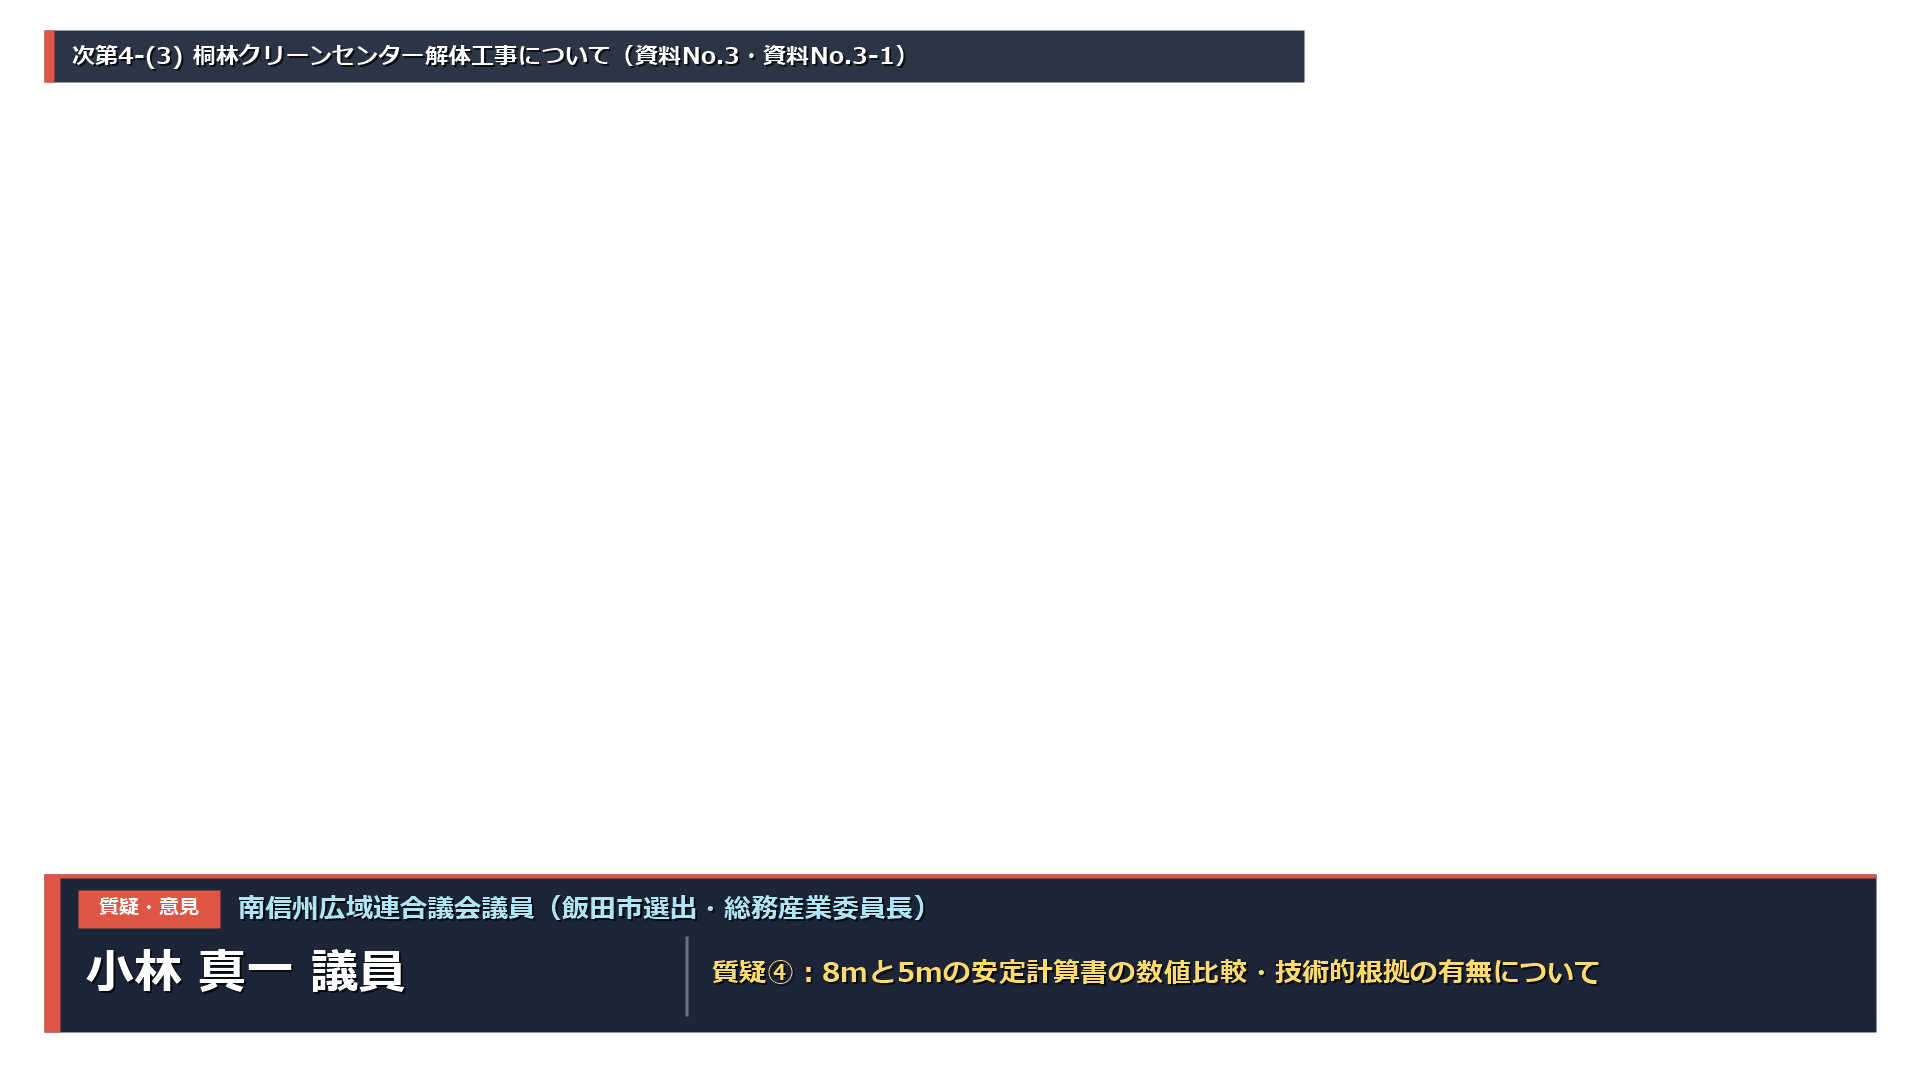 次第4-(3) 桐林クリーンセンター解体工事について（資料No.3・資料No.3-1）
質疑・意見
南信州広域連合議会議員（飯田市選出・総務産業委員長）
小林 真一 議員
質疑④：8mと5mの安定計算書の数値比較・技術的根拠の有無について